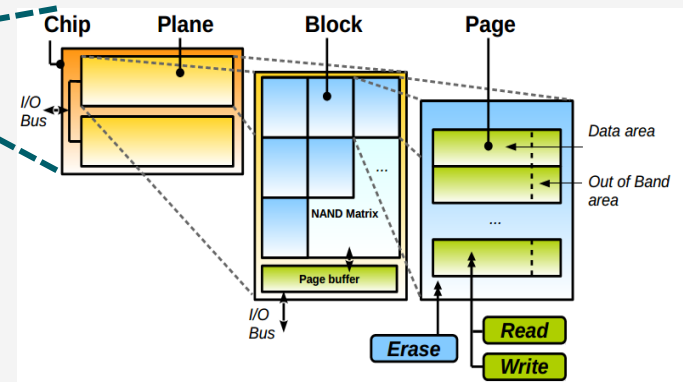 Chip
Plane
Block
Page
I/O
Bus
Data area
Out of Band
area
...
NAND Matrix
...
Page buffer
I/O
Bus
Erase
Read
Write